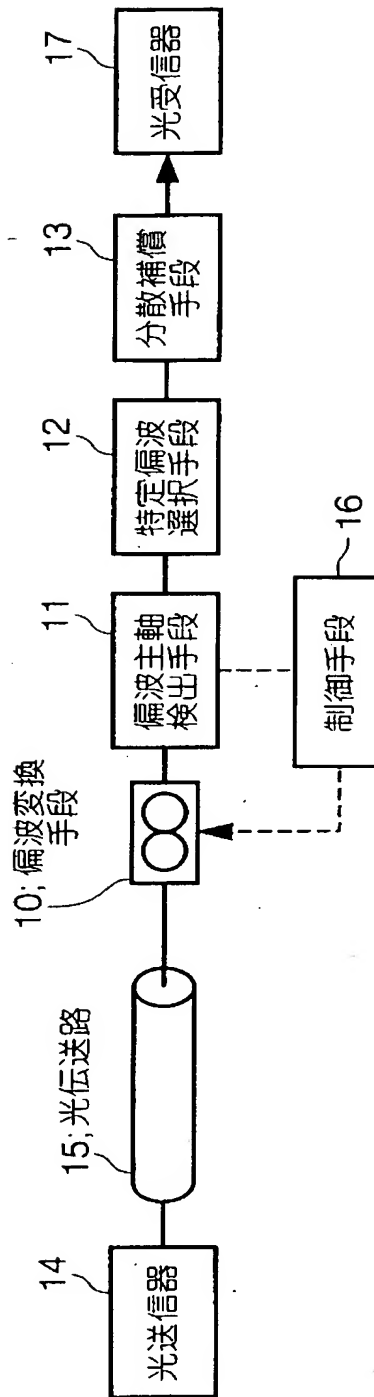 14
光送信器
15;光伝送路
10;偏波変換
手段
11
偏波主軸
検出手段
12
特定偏波
選択手段
13
分散補償
手段
17
光受信器
16
制御手段